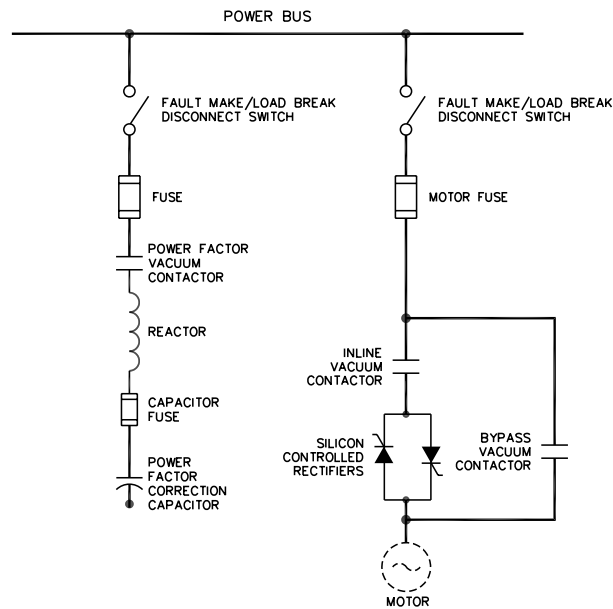 POWER BUS
FAULT MAKE/LOAD BREAK
DISCONNECT SWITCH
FUSE
POWER FACTOR
VACUUM
CONTACTOR
REACTOR
CAPACITOR
FUSE
POWER
FACTOR
CORRECTION
CAPACITOR
FAULT MAKE/LOAD BREAK
DISCONNECT SWITCH
MOTOR FUSE
INLINE
VACUUM
CONTACTOR
SILICON
CONTROLLED
RECTIFIERS
BYPASS
VACUUM
CONTACTOR
MOTOR